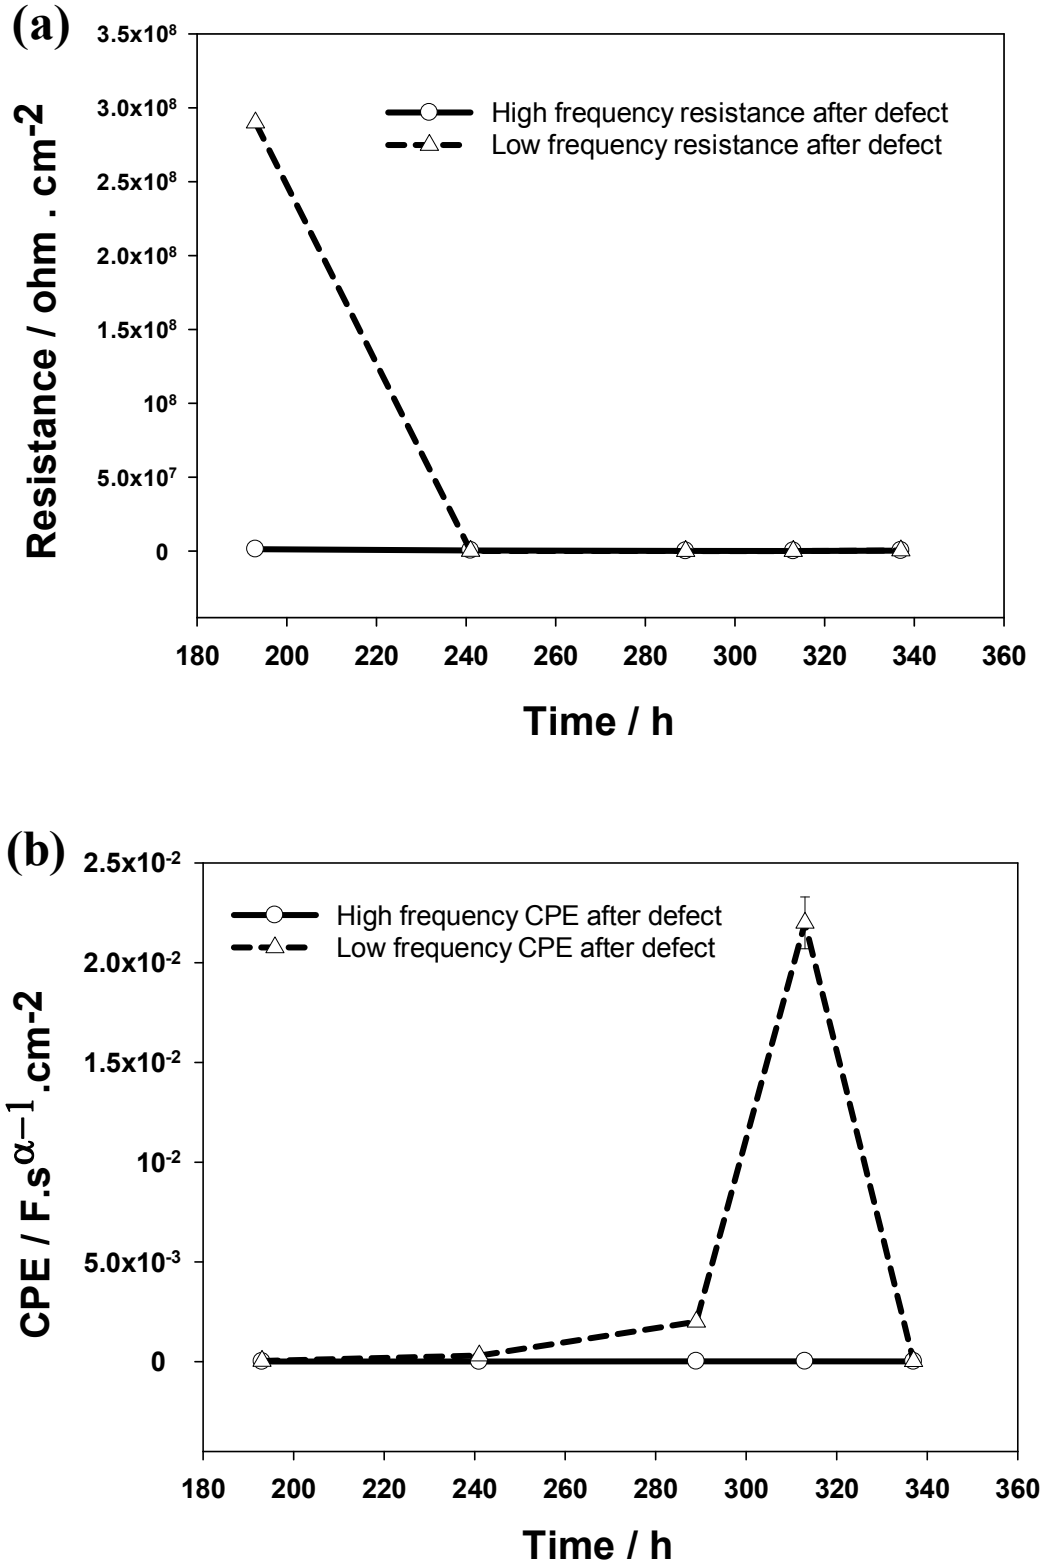 (a)
3.5x10⁸
3.0x10⁸
2.5x10⁸
2.0x10⁸
1.5x10⁸
10⁸
5.0x10⁷
0
Resistance / ohm . cm⁻²
High frequency resistance after defect
Low frequency resistance after defect
180 200 220 240 260 280 300 320 340 360
Time / h
(b)
2.5x10⁻²
2.0x10⁻²
1.5x10⁻²
10⁻²
5.0x10⁻³
0
CPE / F.s^α−1 .cm⁻²
High frequency CPE after defect
Low frequency CPE after defect
180 200 220 240 260 280 300 320 340 360
Time / h